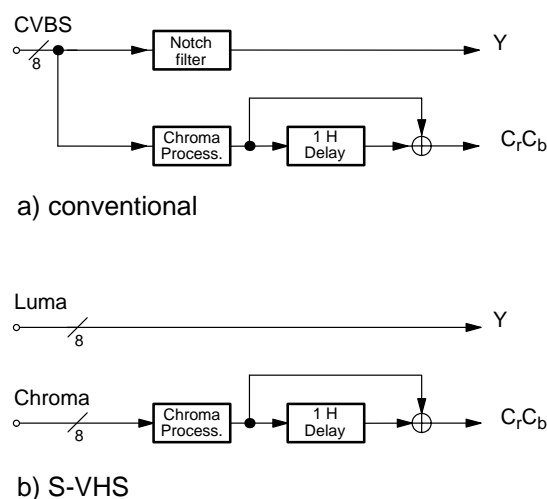 CVBS
8
Notch
filter
Y
Chroma
Process.
1 H
Delay
CrCb
a) conventional
Luma
8
Y
Chroma
8
Chroma
Process.
1 H
Delay
CrCb
b) S-VHS